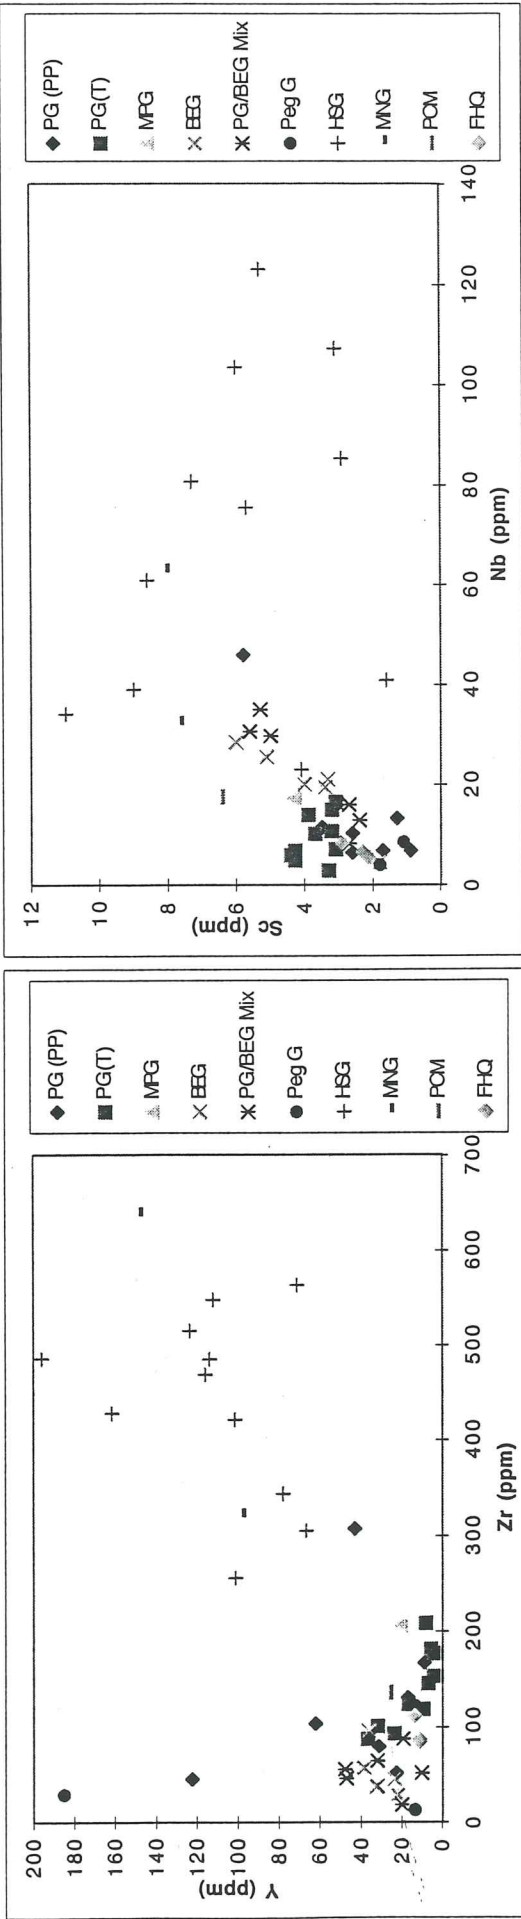 200
180
160
140
120
100
80
60
40
20
0
Y (ppm)
0
100
200
300
400
500
600
700
Zr (ppm)
PG (PP)
PG(T)
MPG
BEG
PG/BEG Mix
Peg G
HSG
MNG
POM
FHQ
12
10
8
6
4
2
0
Sc (ppm)
0
20
40
60
80
100
120
140
Nb (ppm)
PG (PP)
PG(T)
MPG
BEG
PG/BEG Mix
Peg G
HSG
MNG
POM
FHQ